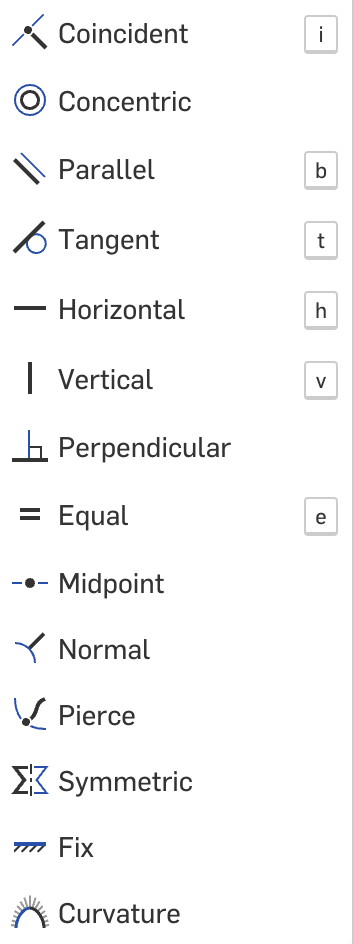 Coincident i
Concentric
Parallel b
Tangent t
Horizontal h
Vertical v
Perpendicular
Equal e
Midpoint
Normal
Pierce
Symmetric
Fix
Curvature